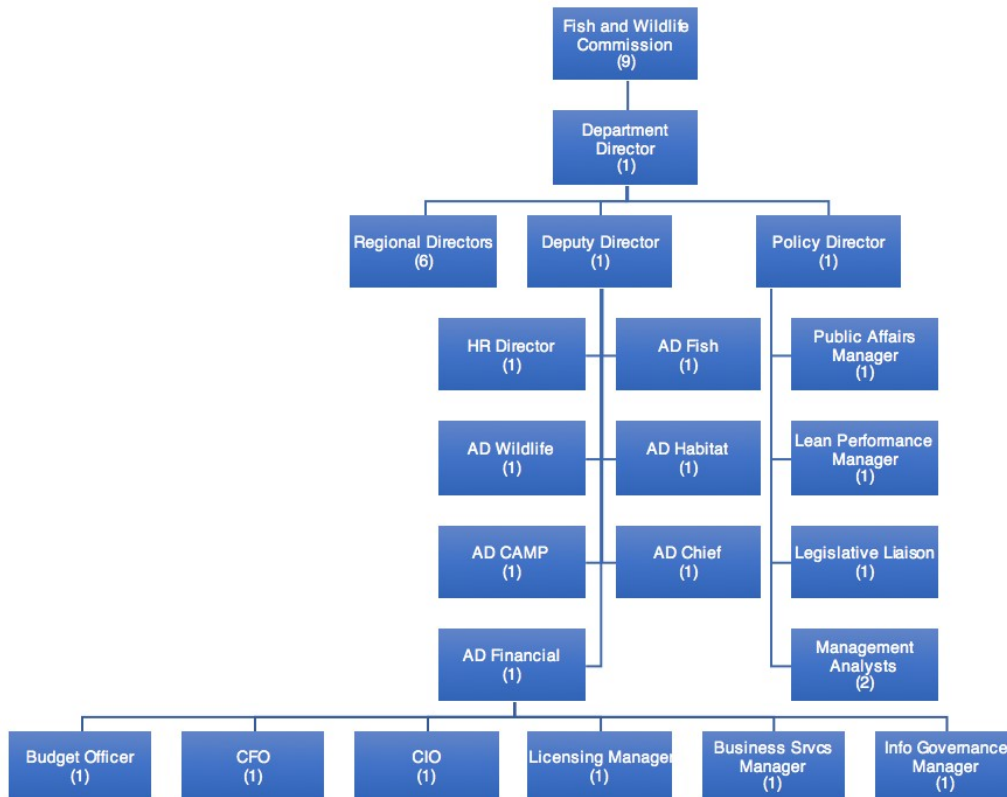 Fish and Wildlife
Commission
(9)
Department
Director
(1)
Regional Directors
(6)
Deputy Director
(1)
Policy Director
(1)
HR Director
(1)
AD Fish
(1)
Public Affairs
Manager
(1)
AD Wildlife
(1)
AD Habitat
(1)
Lean Performance
Manager
(1)
AD CAMP
(1)
AD Chief
(1)
Legislative Liaison
(1)
AD Financial
(1)
Management
Analysts
(2)
Budget Officer
(1)
CFO
(1)
CIO
(1)
Licensing Manager
(1)
Business Srvcs
Manager
(1)
Info Governance
Manager
(1)